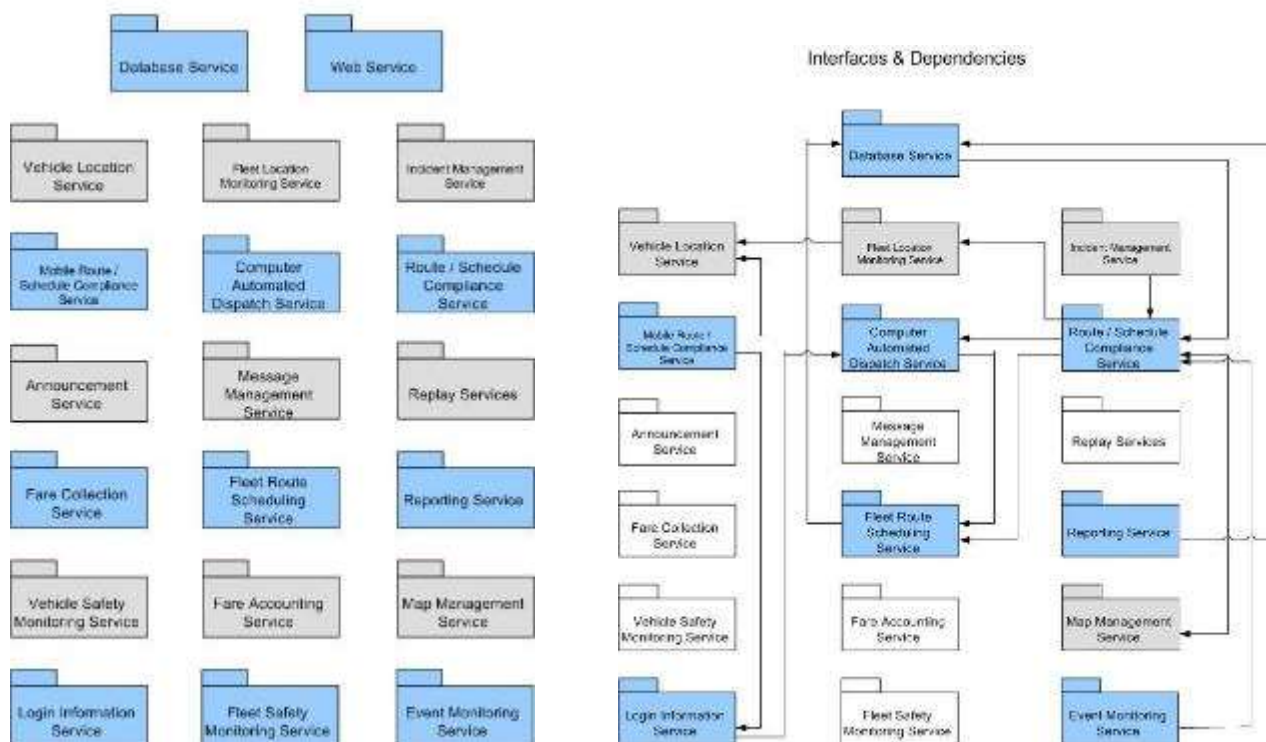 Database Service
Web Service
Vehicle Location
Service
Fleet Location
Monitoring Service
Incident Management
Service
Mobile Route /
Schedule Compliance
Service
Computer
Automated
Dispatch Service
Route / Schedule
Compliance
Service
Announcement
Service
Message
Management
Service
Replay Services
Fare Collection
Service
Fleet Route
Scheduling
Service
Reporting Service
Vehicle Safety
Monitoring Service
Fare Accounting
Service
Map Management
Service
Login Information
Service
Fleet Safety
Monitoring Service
Event Monitoring
Service
Interfaces & Dependencies
Database Service
Vehicle Location
Service
Fleet Location
Monitoring Service
Incident Management
Service
Mobile Route /
Schedule Compliance
Service
Computer
Automated
Dispatch Service
Route / Schedule
Compliance
Service
Announcement
Service
Message
Management
Service
Replay Services
Fare Collection
Service
Fleet Route
Scheduling
Service
Reporting Service
Vehicle Safety
Monitoring Service
Fare Accounting
Service
Map Management
Service
Login Information
Service
Fleet Safety
Monitoring Service
Event Monitoring
Service